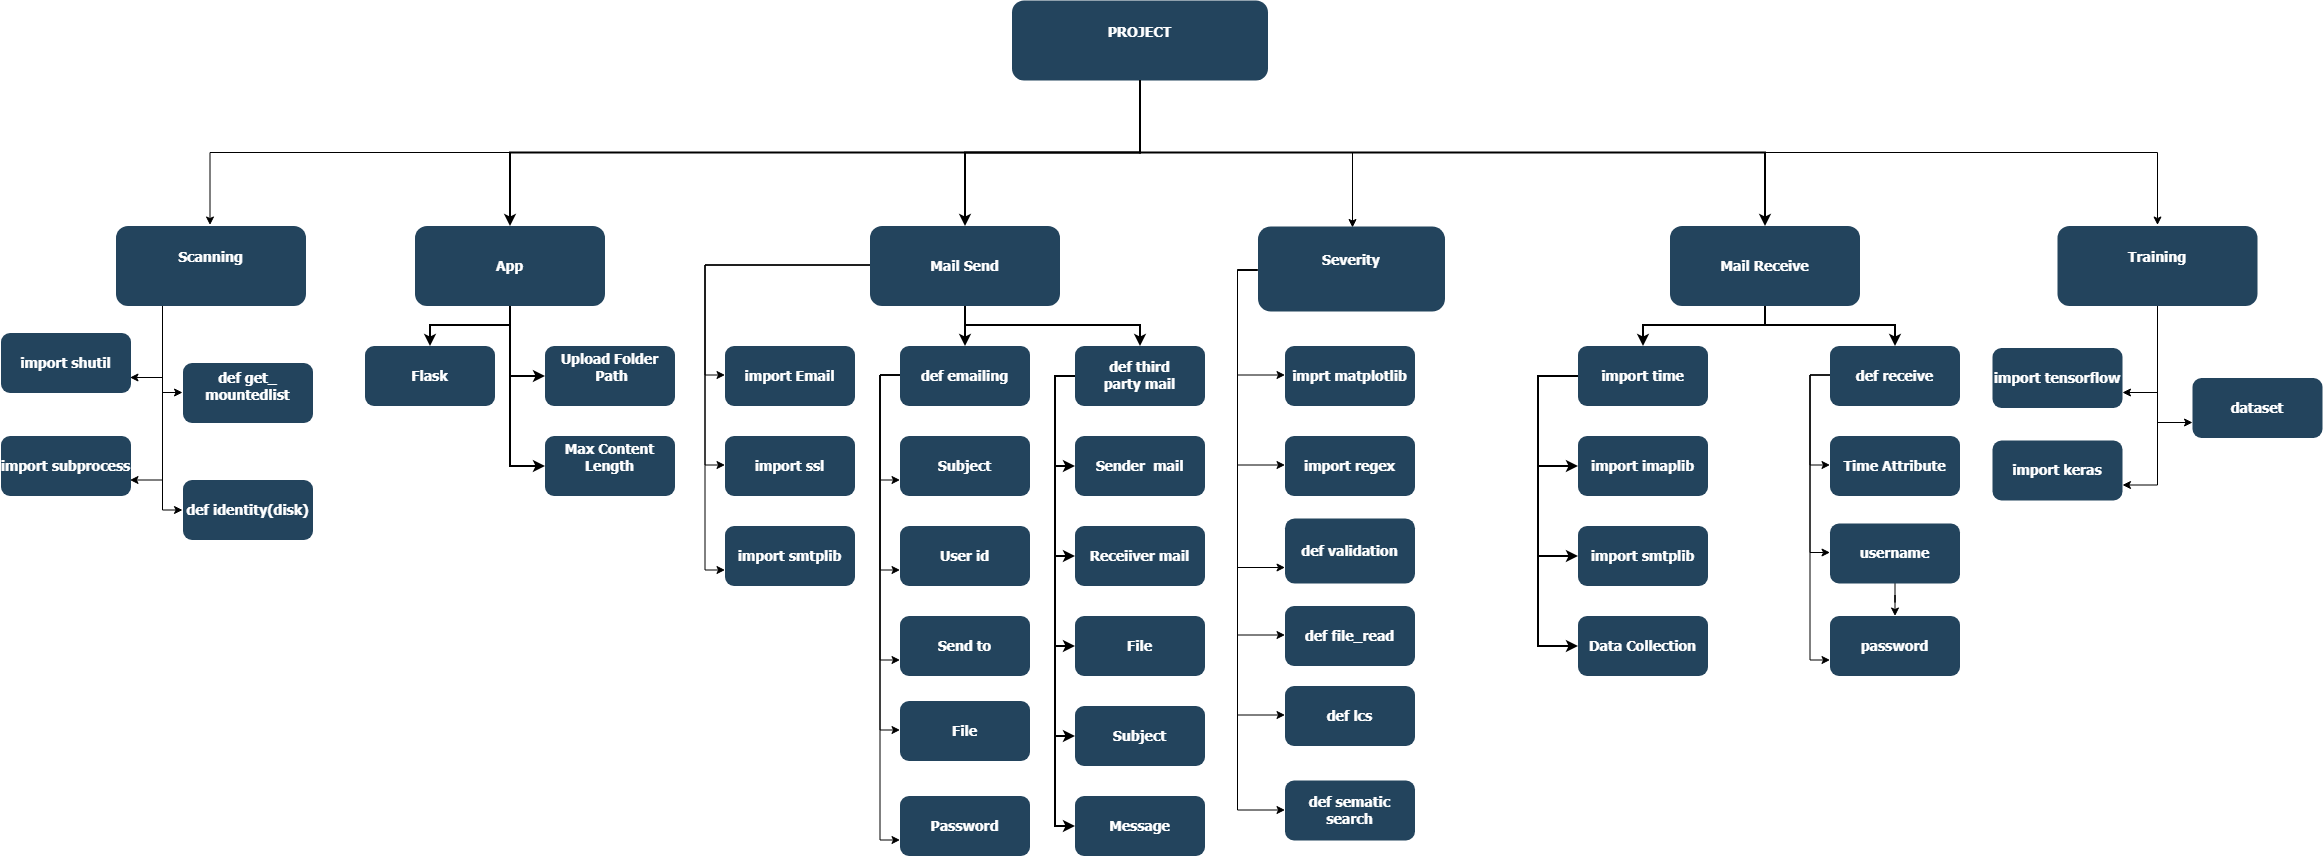 PROJECT
Scanning
App
Mail Send
Severity
Mail Receive
Training
import shutil
def get_
mountedlist
import subprocess
def identity(disk)
Flask
Upload Folder
Path
Max Content
Length
import Email
import ssl
import smtplib
def emailing
Subject
User id
Send to
File
Password
def third
party mail
Sender  mail
Receiiver mail
File
Subject
Message
imprt matplotlib
import regex
def validation
def file_read
def lcs
def sematic
search
import time
import imaplib
import smtplib
Data Collection
def receive
Time Attribute
username
password
import tensorflow
import keras
dataset